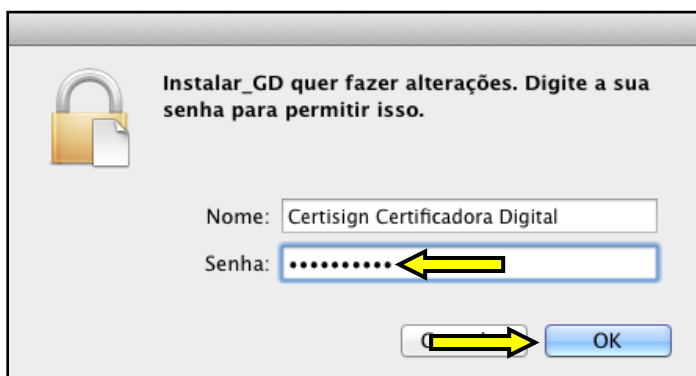 Instalar_GD quer fazer alterações. Digite a sua
senha para permitir isso.
Nome: Certisign Certificadora Digital
Senha: ••••••••••
OK